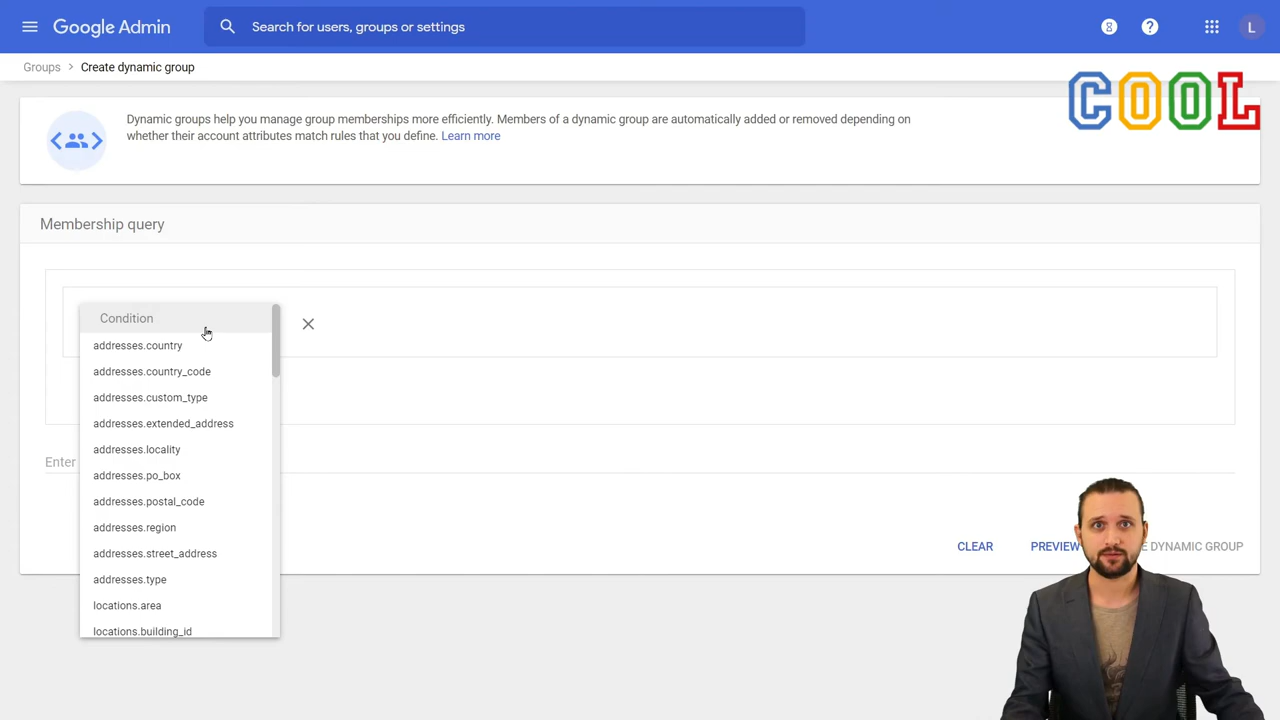 Google Admin
Search for users, groups or settings
L
Groups > Create dynamic group
COOL
Dynamic groups help you manage group memberships more efficiently. Members of a dynamic group are automatically added or removed depending on
whether their account attributes match rules that you define. Learn more
Membership query
Condition
addresses.country
addresses.country_code
addresses.custom_type
addresses.extended_address
addresses.locality
Enter
addresses.po_box
addresses.postal_code
addresses.region
addresses.street_address
CLEAR
PREVIEW
DYNAMIC GROUP
addresses.type
locations.area
locations.building_id